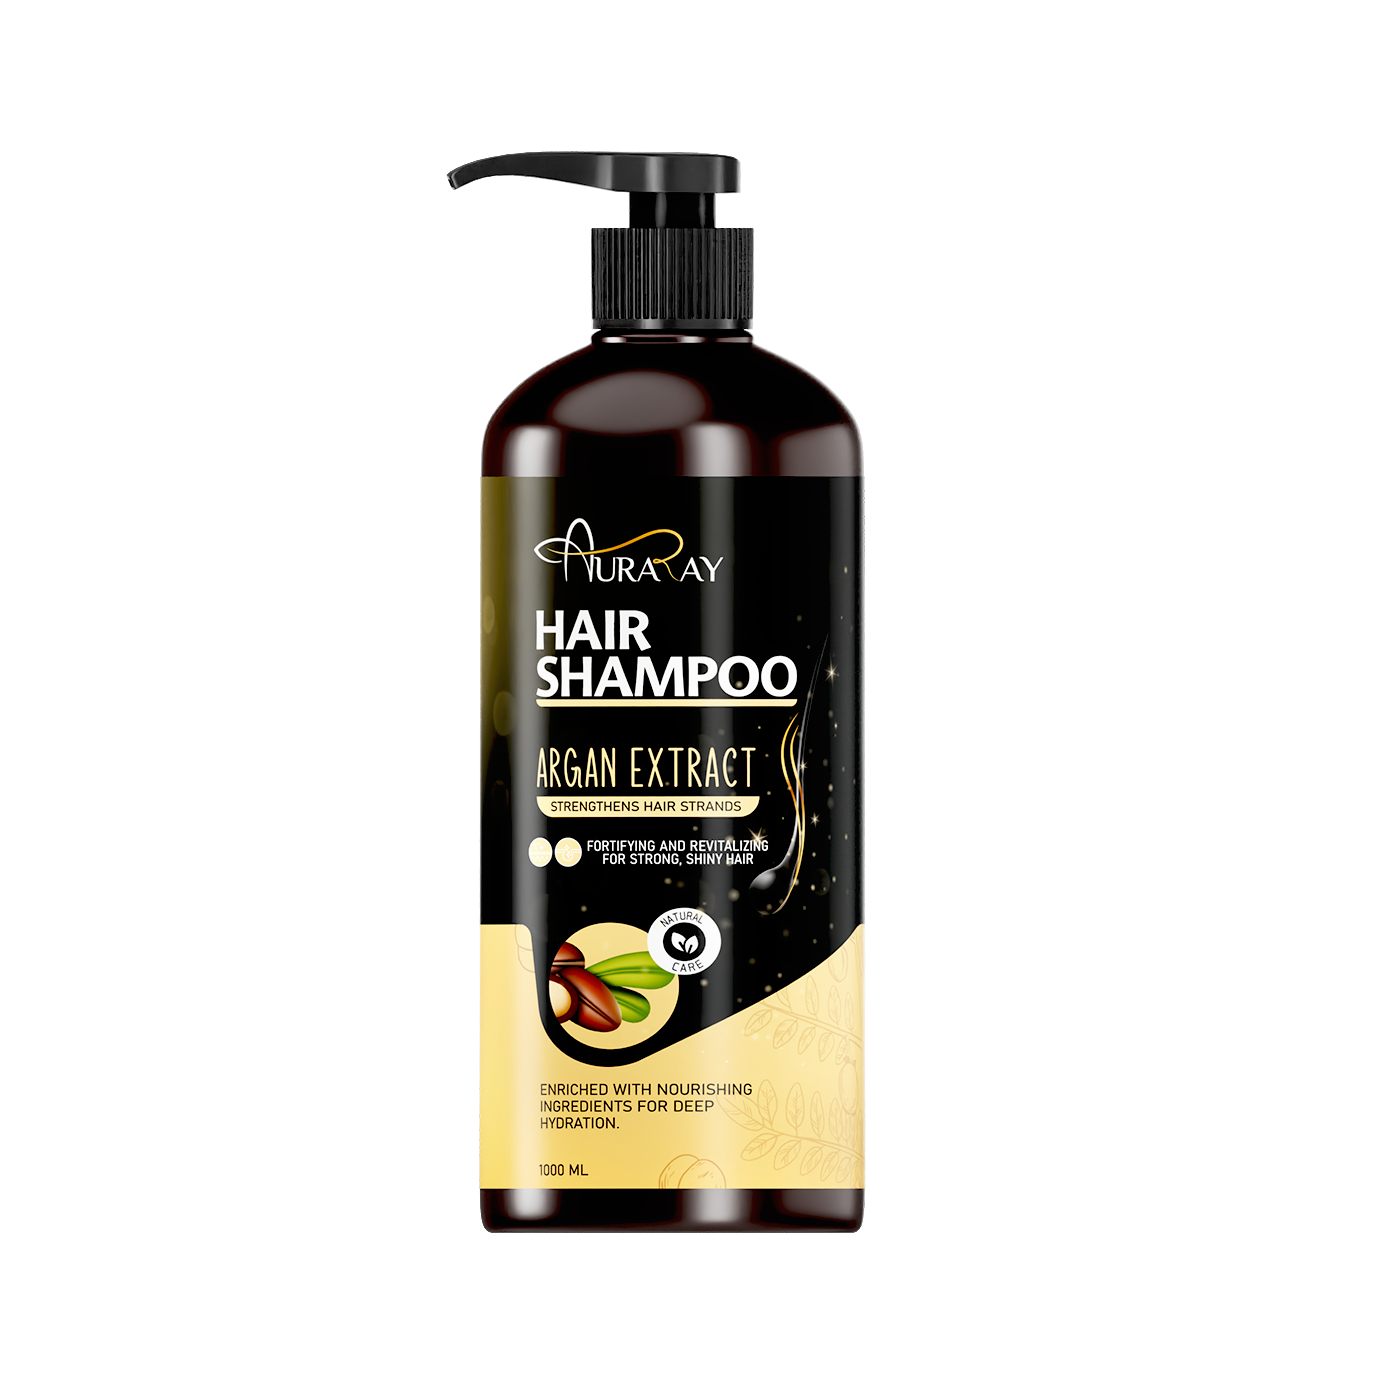 AURARAY
HAIR
SHAMPOO
ARGAN EXTRACT
STRENGTHENS HAIR STRANDS
FORTIFYING AND REVITALIZING
FOR STRONG, SHINY HAIR
NATURAL
CARE
ENRICHED WITH NOURISHING
INGREDIENTS FOR DEEP
HYDRATION.
1000 ML